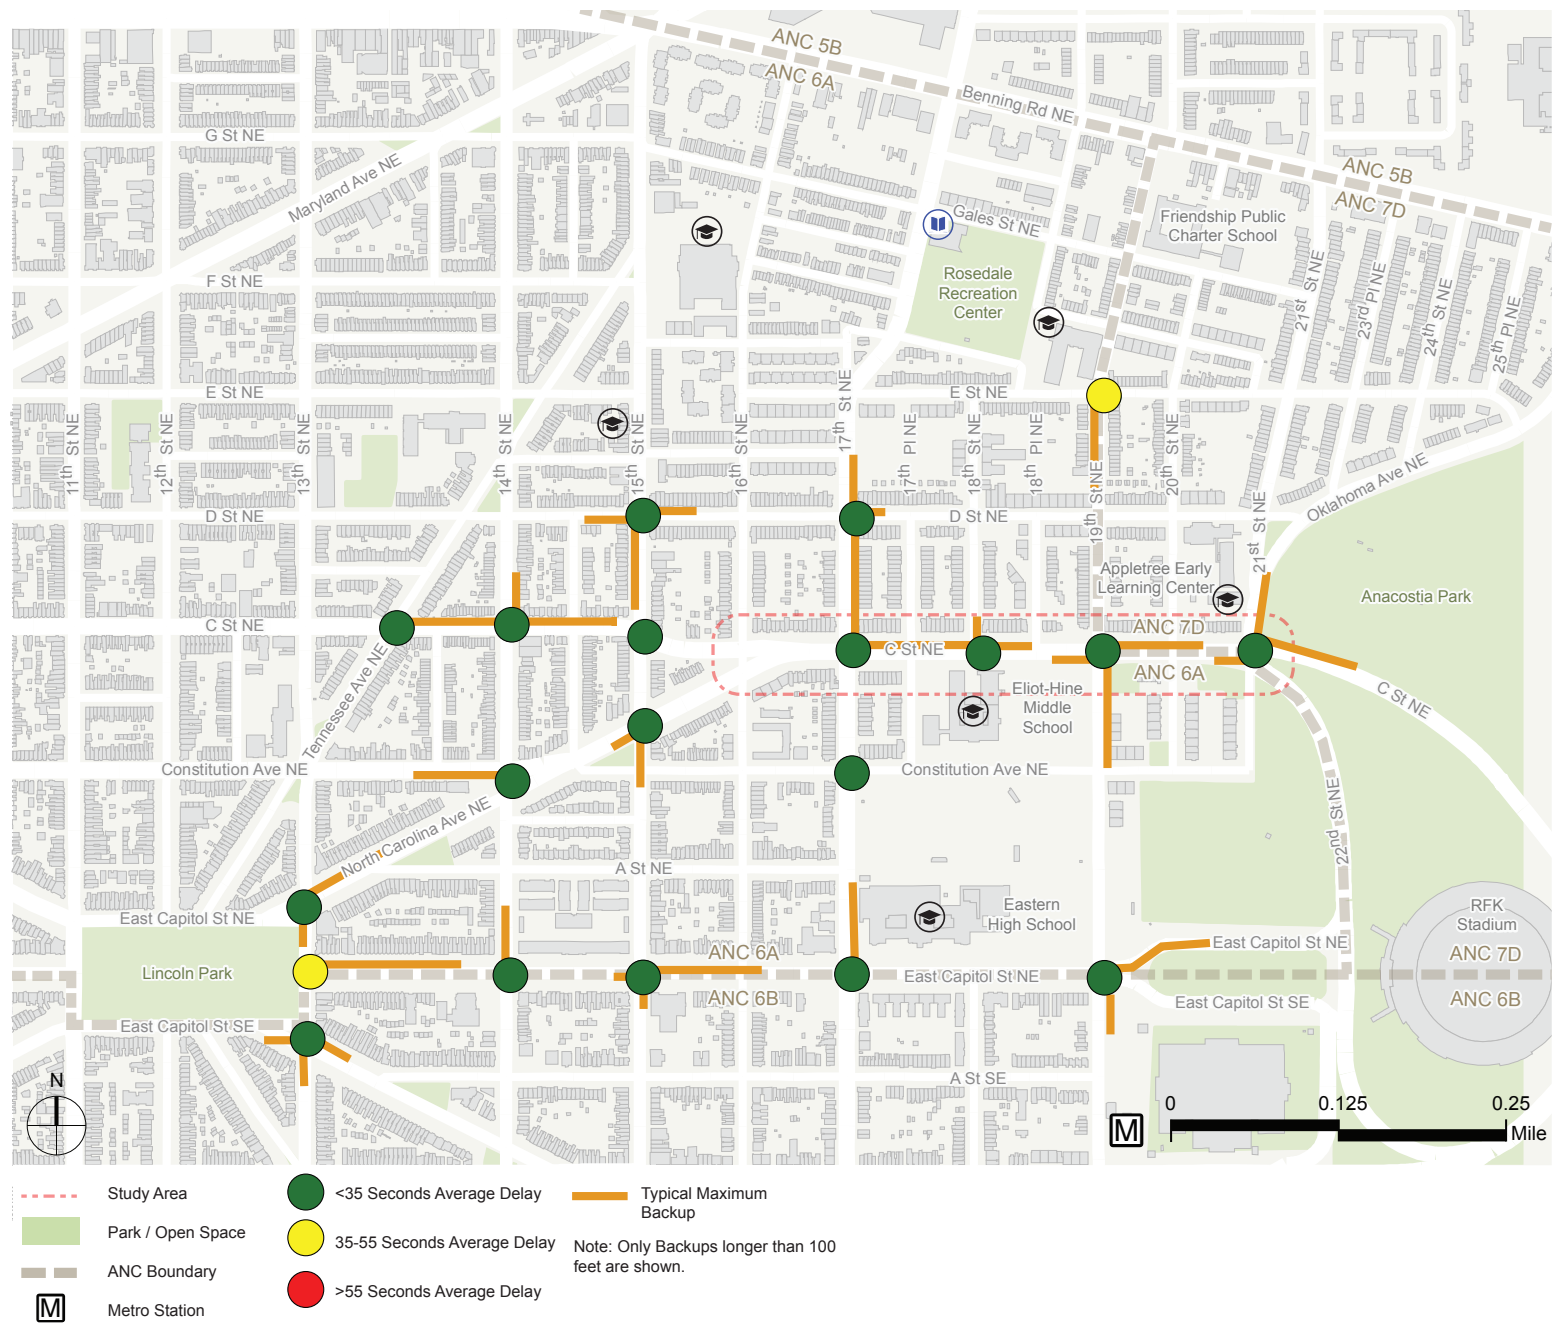 ANC 5B
ANC 6A
Benning Rd NE
G St NE
Maryland Ave NE
ANC 5B
ANC 7D
Gales St NE
Friendship Public
Charter School
F St NE
Rosedale
Recreation
Center
21st St NE
23rd Pl NE
24th St NE
25th Pl NE
E St NE
E St NE
11th St NE
12th St NE
13th St NE
14th St NE
15th St NE
16th St NE
17th St NE
17th Pl NE
18th St NE
18th Pl NE
19th St NE
20th St NE
21st St NE
Oklahoma Ave NE
D St NE
D St NE
Appletree Early
Learning Center
Anacostia Park
C St NE
ANC 7D
C St NE
ANC 6A
Tennessee Ave NE
Eliot-Hine
Middle
School
C St NE
Constitution Ave NE
Constitution Ave NE
North Carolina Ave NE
22nd St NE
A St NE
East Capitol St NE
Eastern
High School
RFK
Stadium
East Capitol St NE
ANC 6A
ANC 7D
Lincoln Park
East Capitol St NE
ANC 6B
East Capitol St SE
ANC 6B
East Capitol St SE
A St SE
N
M
0 0.125 0.25
Mile
Study Area
Park / Open Space
ANC Boundary
M Metro Station
<35 Seconds Average Delay
35-55 Seconds Average Delay
>55 Seconds Average Delay
Typical Maximum
Backup
Note: Only Backups longer than 100
feet are shown.